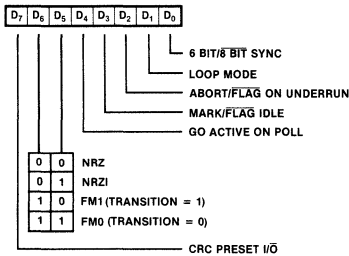 D7 D6 D5 D4 D3 D2 D1 D0
6 BIT/8 BIT SYNC
LOOP MODE
ABORT/FLAG ON UNDERRUN
MARK/FLAG IDLE
GO ACTIVE ON POLL
0 0 NRZ
0 1 NRZI
1 0 FM1 (TRANSITION = 1)
1 1 FM0 (TRANSITION = 0)
CRC PRESET I/O